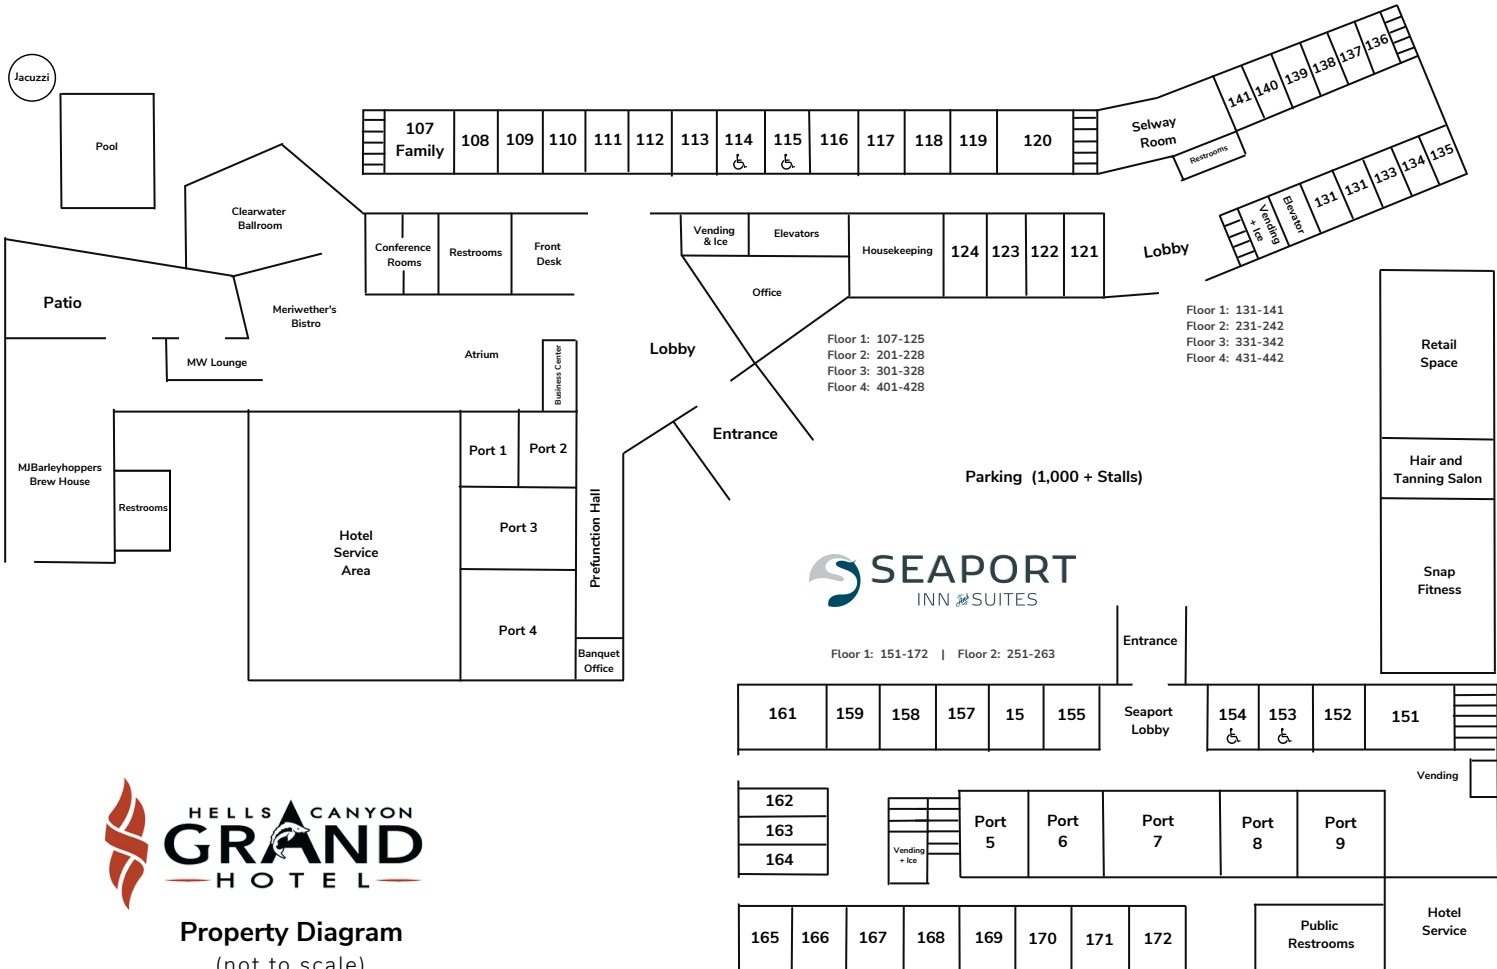 Jacuzzi
Pool
107
Family
108
109
110
111
112
113
114
115
116
117
118
119
120
Selway
Room
Restrooms
141
140
139
138
137
136
Clearwater
Ballroom
Conference
Rooms
Restrooms
Front
Desk
Vending
& Ice
Elevators
Housekeeping
124
123
122
121
Lobby
Vending
+ Ice
Elevator
131
131
133
134
135
Patio
Meriwether's
Bistro
Office
MW Lounge
Atrium
Business Center
Lobby
Floor 1: 107-125
Floor 2: 201-228
Floor 3: 301-328
Floor 4: 401-428
Floor 1: 131-141
Floor 2: 231-242
Floor 3: 331-342
Floor 4: 431-442
Retail
Space
Entrance
MJBarleyhoppers
Brew House
Restrooms
Port 1
Port 2
Hotel
Service
Area
Port 3
Port 4
Prefunction Hall
Banquet
Office
Parking (1,000 + Stalls)
Hair and
Tanning Salon
Snap
Fitness
SEAPORT
INN and SUITES
Floor 1: 151-172 | Floor 2: 251-263
Entrance
161
159
158
157
15
155
Seaport
Lobby
154
153
152
151
Vending
162
163
164
Vending
+ Ice
Port
5
Port
6
Port
7
Port
8
Port
9
165
166
167
168
169
170
171
172
Public
Restrooms
Hotel
Service
HELLS CANYON
GRAND
HOTEL
Property Diagram
(not to scale)